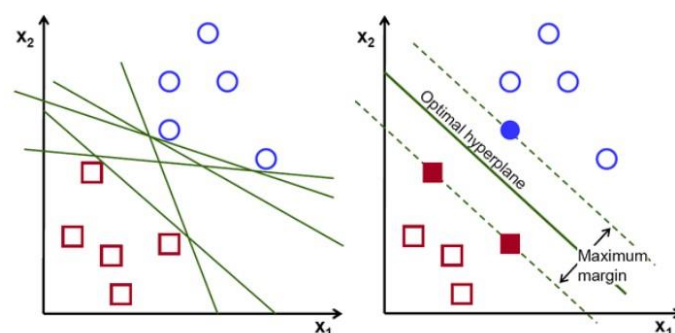 x₂
x₁
x₂
Optimal hyperplane
Maximum
margin
x₁